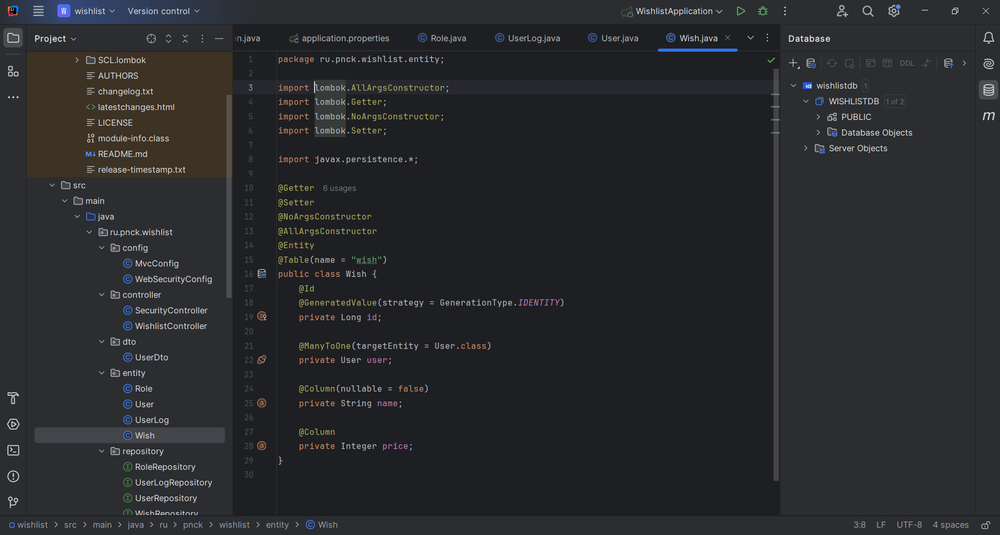 W wishlist Version control
WishlistApplication
Project
SCL.lombok
AUTHORS
changelog.txt
<> latestchanges.html
LICENSE
module-info.class
M↓ README.md
release-timestamp.txt
src
main
java
ru.pnck.wishlist
config
MvcConfig
WebSecurityConfig
controller
SecurityController
WishlistController
dto
UserDto
entity
Role
User
UserLog
Wish
repository
RoleRepository
UserLogRepository
UserRepository
WishRepository
n.java application.properties Role.java UserLog.java User.java Wish.java
1 package ru.pnck.wishlist.entity;
2
3 import lombok.AllArgsConstructor;
4 import lombok.Getter;
5 import lombok.NoArgsConstructor;
6 import lombok.Setter;
7
8 import javax.persistence.*;
9
10 @Getter 6 usages
11 @Setter
12 @NoArgsConstructor
13 @AllArgsConstructor
14 @Entity
15 @Table(name = "wish")
16 public class Wish {
17 @Id
18 @GeneratedValue(strategy = GenerationType.IDENTITY)
19 private Long id;
20
21 @ManyToOne(targetEntity = User.class)
22 private User user;
23
24 @Column(nullable = false)
25 private String name;
26
27 @Column
28 private Integer price;
29 }
30
Database
DDL
H2 wishlistdb 1
WISHLISTDB 1 of 2
PUBLIC
Database Objects
Server Objects
m
wishlist > src > main > java > ru > pnck > wishlist > entity > Wish
3:8 LF UTF-8 4 spaces